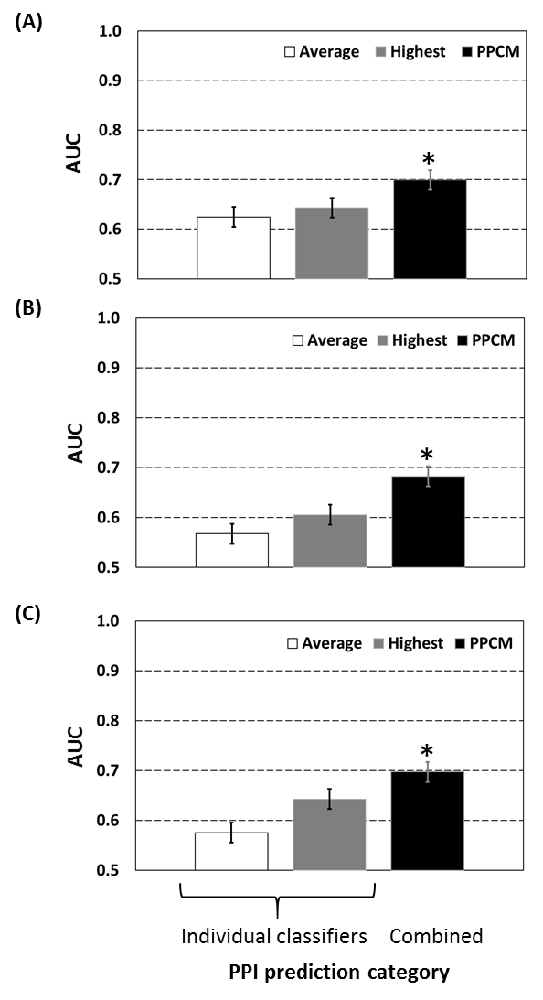 (A)
1.0
Average Highest PPCM
0.9
0.8
*
0.7
0.6
0.5
AUC
(B)
1.0
Average Highest PPCM
0.9
0.8
0.7
*
0.6
0.5
AUC
(C)
1.0
Average Highest PPCM
0.9
0.8
*
0.7
0.6
0.5
AUC
Individual classifiers Combined
PPI prediction category